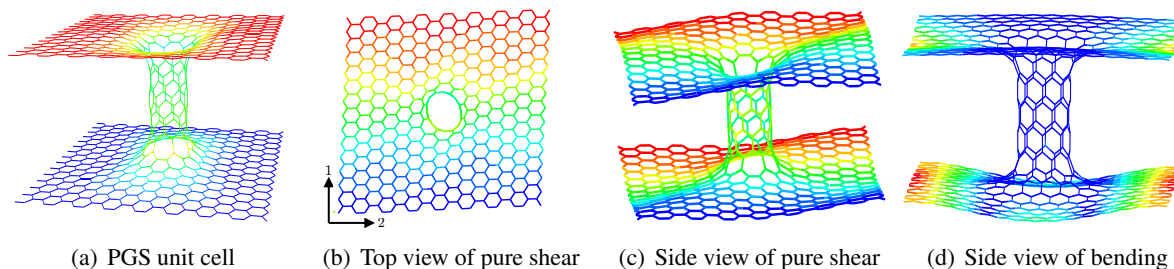 1
2
(a) PGS unit cell
(b) Top view of pure shear
(c) Side view of pure shear
(d) Side view of bending